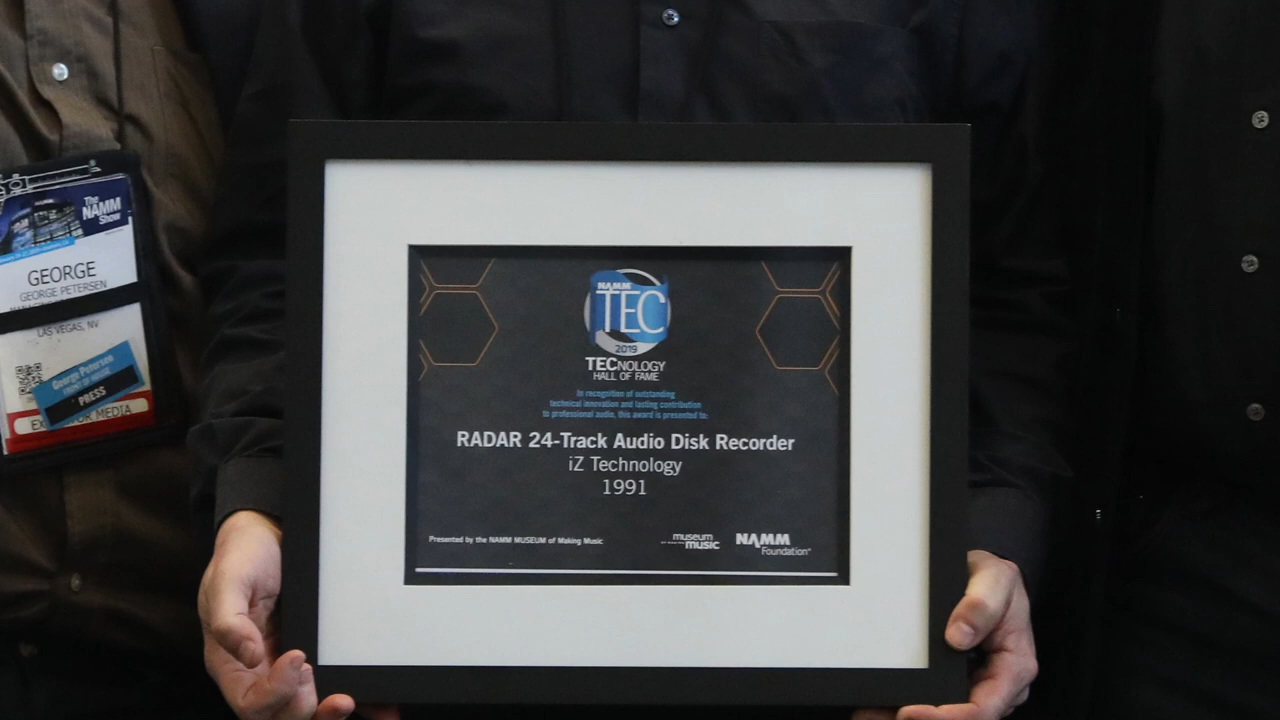 The
NAMM
Show
GEORGE
GEORGE PETERSEN
LAS VEGAS, NV
George Petersen
FRONT OF HOUSE
PRESS
MEDIA
NAMM
TEC
2019
TECNOLOGY
HALL OF FAME
In recognition of outstanding
technical innovation and lasting contribution
to professional audio, this award is presented to:
RADAR 24-Track Audio Disk Recorder
iZ Technology
1991
Presented by the NAMM MUSEUM of Making Music
museum
music
NAMM
Foundation